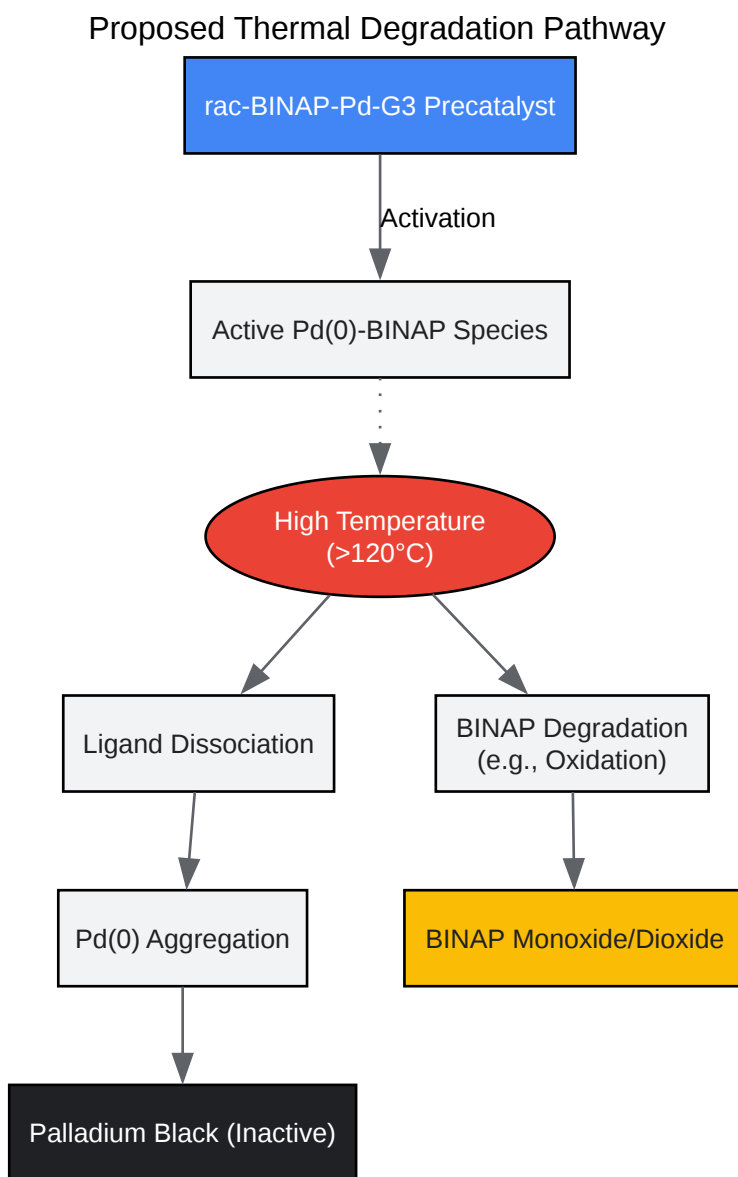 Proposed Thermal Degradation Pathway
rac-BINAP-Pd-G3 Precatalyst
Activation
Active Pd(0)-BINAP Species
High Temperature
(>120°C)
Ligand Dissociation
BINAP Degradation
(e.g., Oxidation)
Pd(0) Aggregation
BINAP Monoxide/Dioxide
Palladium Black (Inactive)